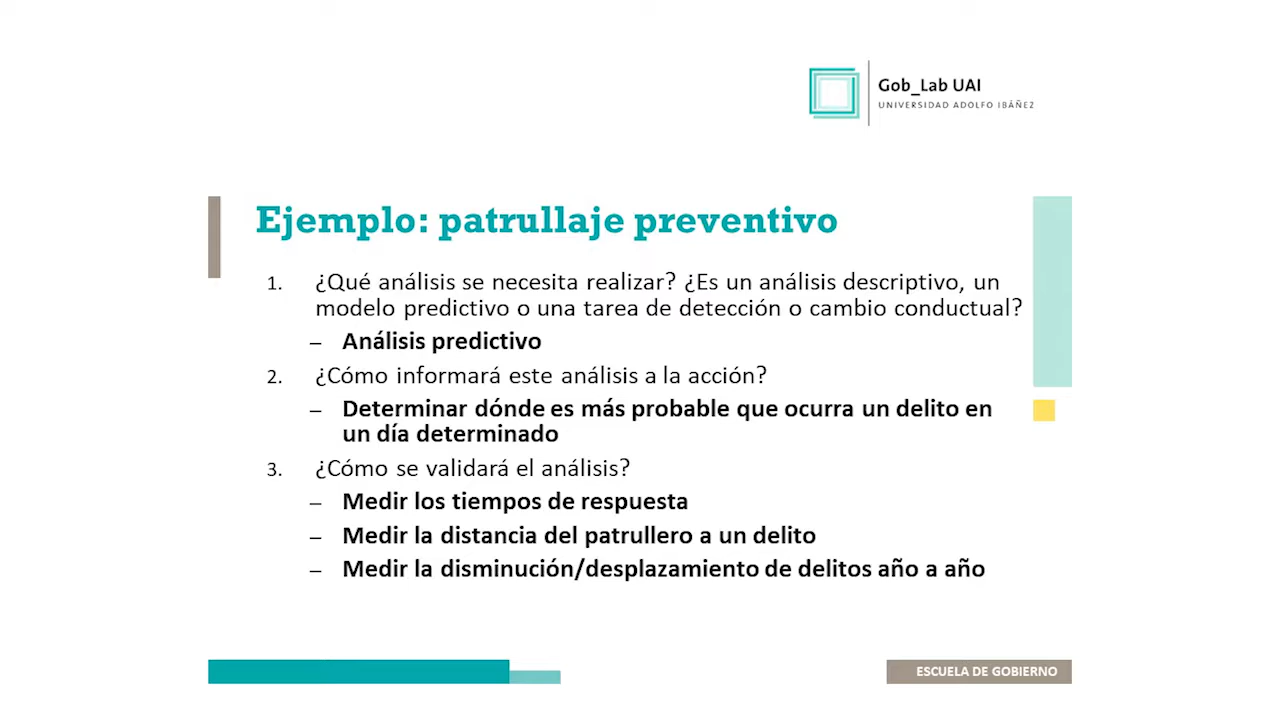 Gob_Lab UAI
UNIVERSIDAD ADOLFO IBÁÑEZ
Ejemplo: patrullaje preventivo
1. ¿Qué análisis se necesita realizar? ¿Es un análisis descriptivo, un
modelo predictivo o una tarea de detección o cambio conductual?
– Análisis predictivo
2. ¿Cómo informará este análisis a la acción?
– Determinar dónde es más probable que ocurra un delito en
un día determinado
3. ¿Cómo se validará el análisis?
– Medir los tiempos de respuesta
– Medir la distancia del patrullero a un delito
– Medir la disminución/desplazamiento de delitos año a año
ESCUELA DE GOBIERNO